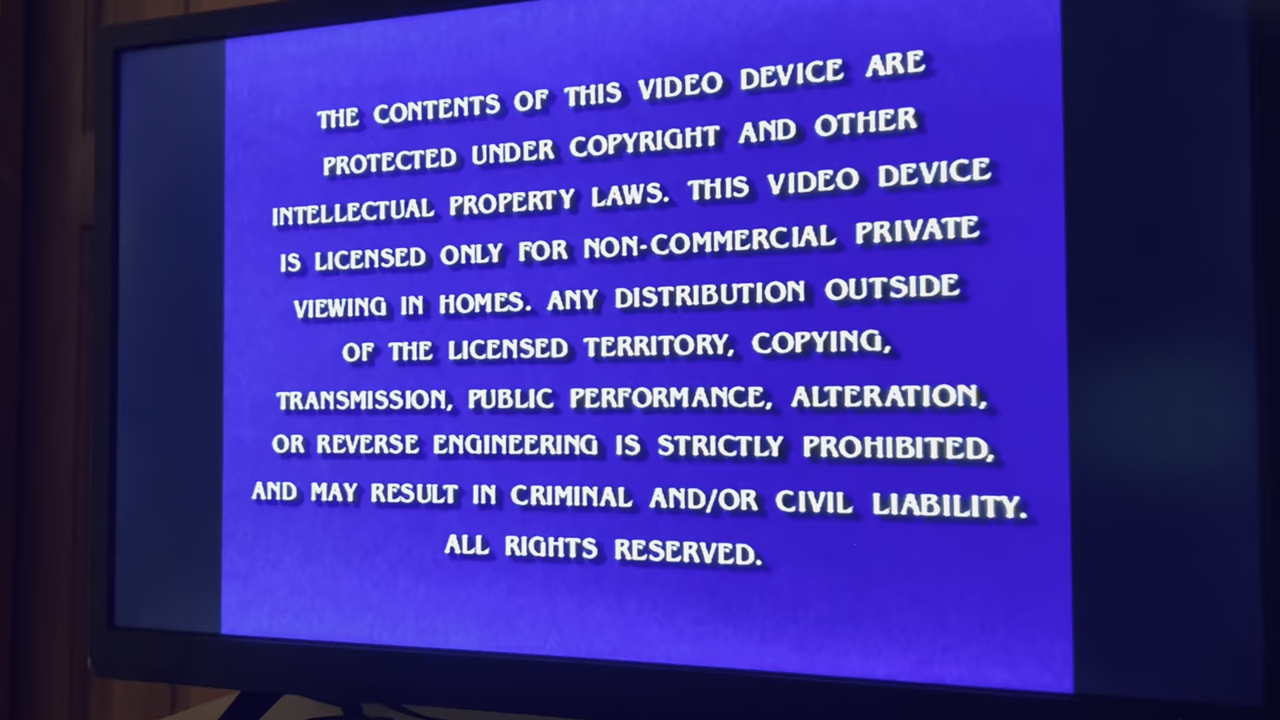 THE CONTENTS OF THIS VIDEO DEVICE ARE
PROTECTED UNDER COPYRIGHT AND OTHER
INTELLECTUAL PROPERTY LAWS. THIS VIDEO DEVICE
IS LICENSED ONLY FOR NON-COMMERCIAL PRIVATE
VIEWING IN HOMES. ANY DISTRIBUTION OUTSIDE
OF THE LICENSED TERRITORY, COPYING,
TRANSMISSION, PUBLIC PERFORMANCE, ALTERATION,
OR REVERSE ENGINEERING IS STRICTLY PROHIBITED,
AND MAY RESULT IN CRIMINAL AND/OR CIVIL LIABILITY.
ALL RIGHTS RESERVED.